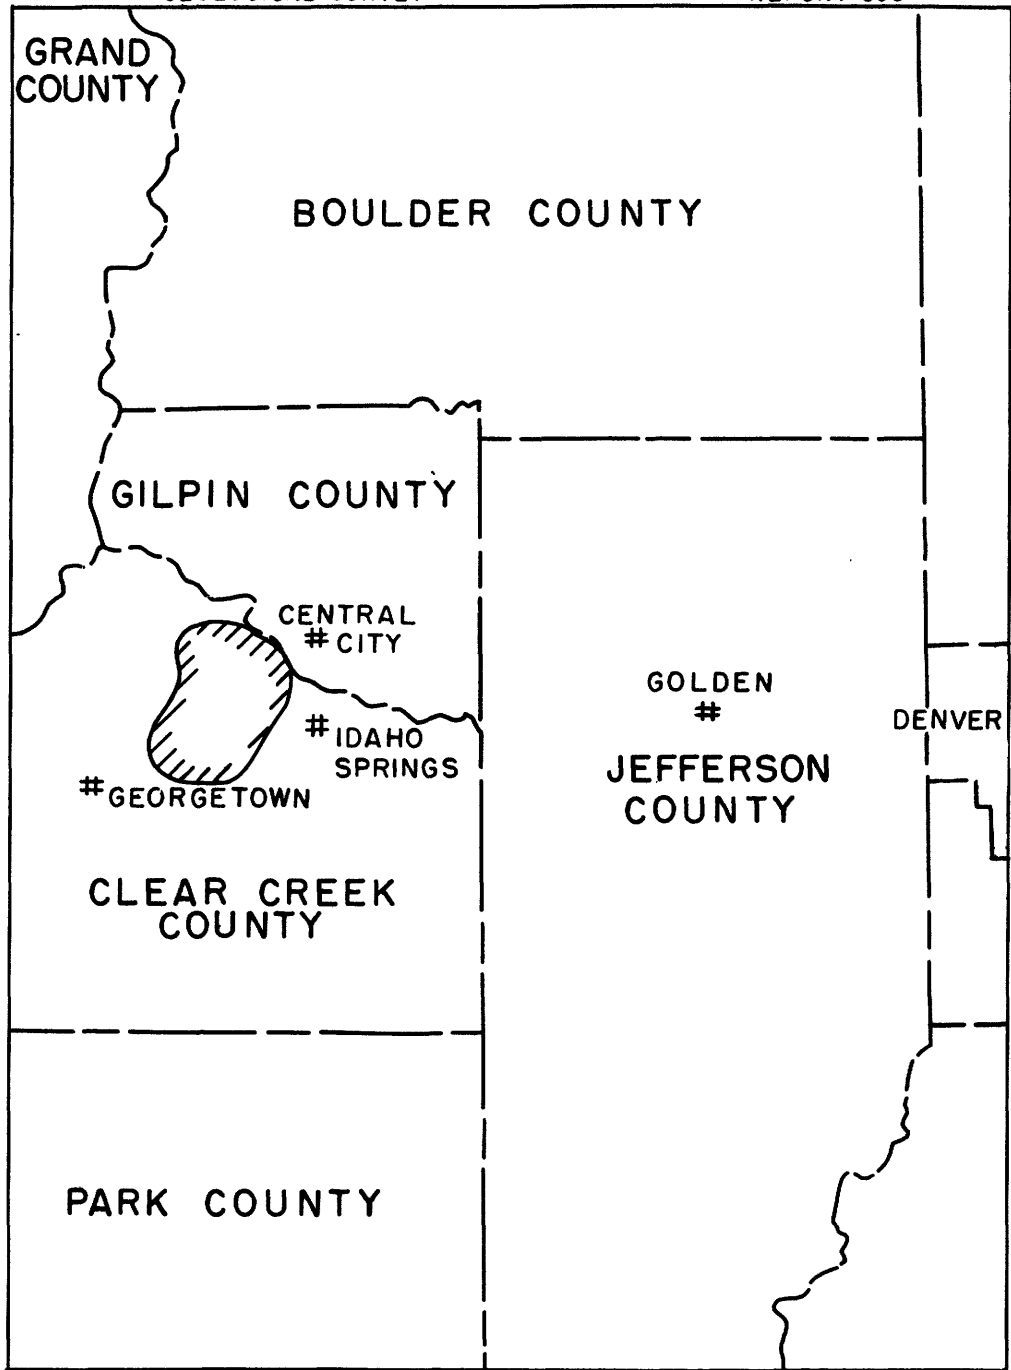 GRAND
COUNTY
BOULDER COUNTY
GILPIN COUNTY
CENTRAL
# CITY
GOLDEN
#
DENVER
# IDAHO
SPRINGS
JEFFERSON
COUNTY
# GEORGETOWN
CLEAR CREEK
COUNTY
PARK COUNTY